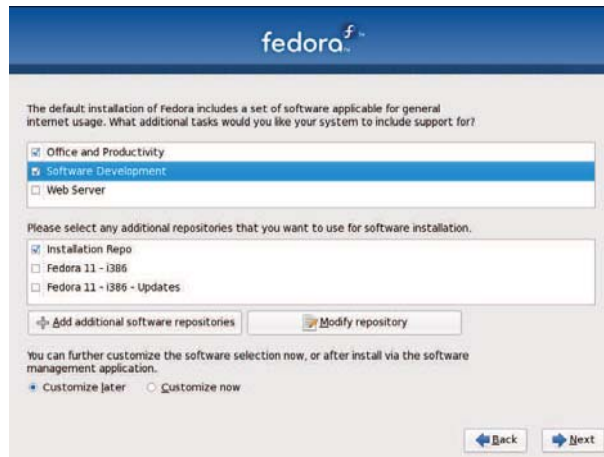 fedora™
The default installation of Fedora includes a set of software applicable for general
internet usage. What additional tasks would you like your system to include support for?
Office and Productivity
Software Development
Web Server
Please select any additional repositories that you want to use for software installation.
Installation Repo
Fedora 11 - i386
Fedora 11 - i386 - Updates
Add additional software repositories
Modify repository
You can further customize the software selection now, or after install via the software
management application.
Customize later
Customize now
Back
Next